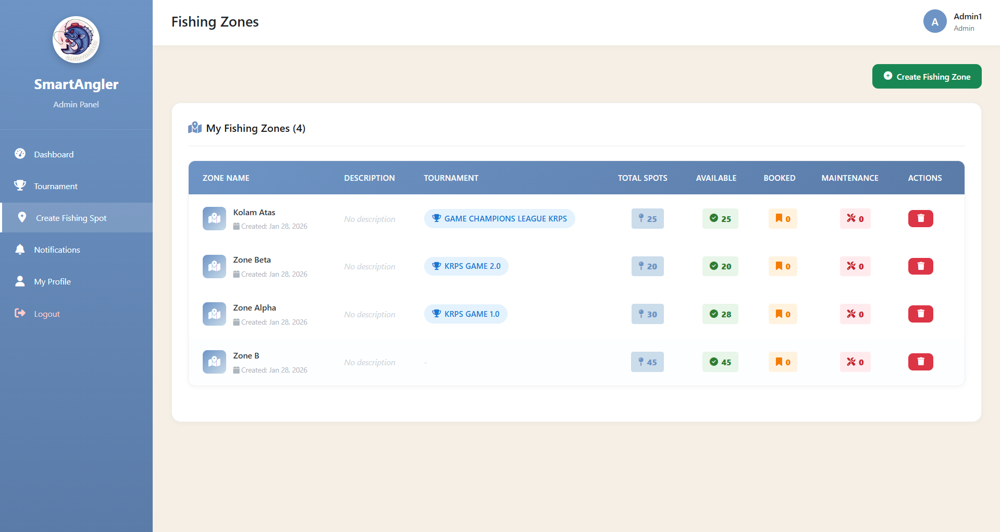 SMARTANGLER
SmartAngler
Admin Panel
Dashboard
Tournament
Create Fishing Spot
Notifications
My Profile
Logout
Fishing Zones
A
Admin1
Admin
Create Fishing Zone
My Fishing Zones (4)
ZONE NAME DESCRIPTION TOURNAMENT TOTAL SPOTS AVAILABLE BOOKED MAINTENANCE ACTIONS
Kolam Atas
Created: Jan 28, 2026
No description GAME CHAMPIONS LEAGUE KRPS 25 25 0 0
Zone Beta
Created: Jan 28, 2026
No description KRPS GAME 2.0 20 20 0 0
Zone Alpha
Created: Jan 28, 2026
No description KRPS GAME 1.0 30 28 0 0
Zone B
Created: Jan 28, 2026
No description - 45 45 0 0